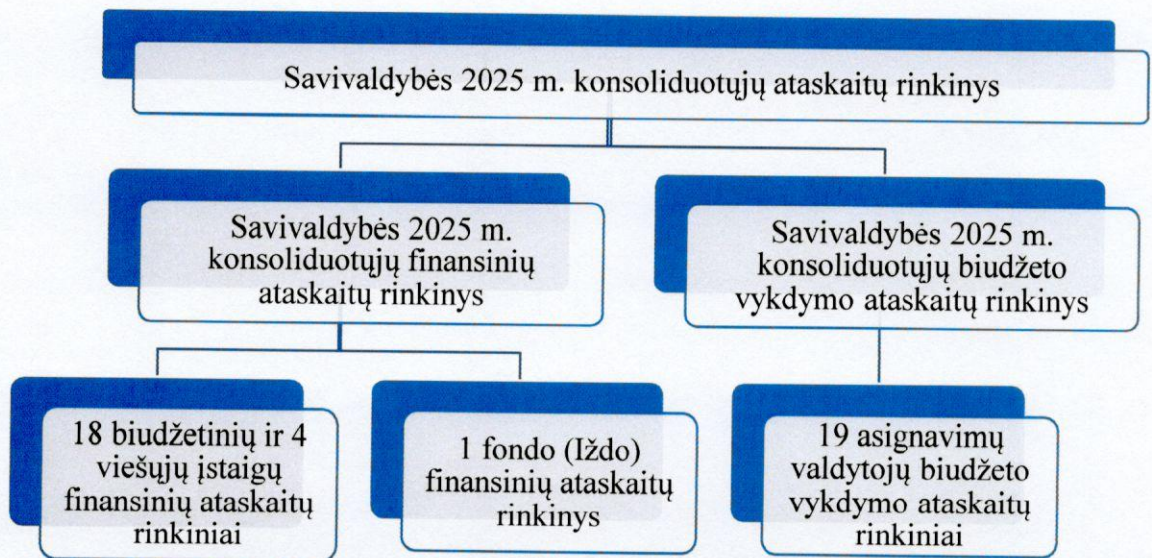 Savivaldybės 2025 m. konsoliduotųjų ataskaitų rinkinys
Savivaldybės 2025 m.
konsoliduotųjų finansinių
ataskaitų rinkinys
Savivaldybės 2025 m.
konsoliduotųjų biudžeto
vykdymo ataskaitų rinkinys
18 biudžetinių ir 4
viešųjų įstaigų
finansinių ataskaitų
rinkiniai
1 fondo (Iždo)
finansinių ataskaitų
rinkinys
19 asignavimų
valdytojų biudžeto
vykdymo ataskaitų
rinkiniai